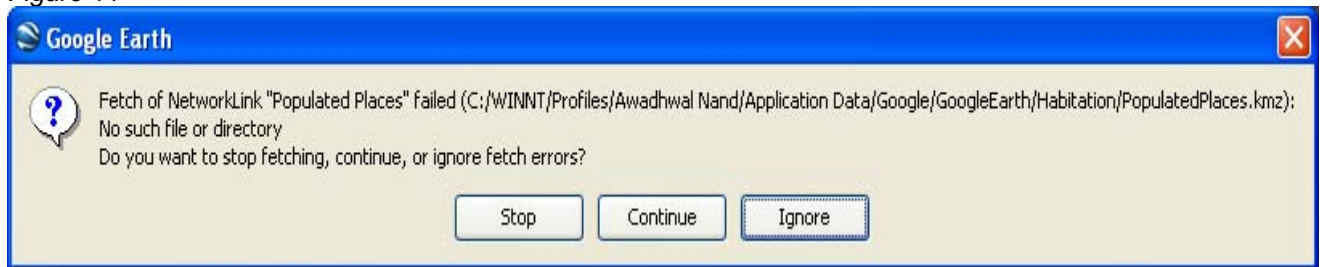 Google Earth
Fetch of NetworkLink "Populated Places" failed (C:/WINNT/Profiles/Awadhwal Nand/Application Data/Google/GoogleEarth/Habitation/PopulatedPlaces.kmz):
No such file or directory
Do you want to stop fetching, continue, or ignore fetch errors?
Stop Continue Ignore